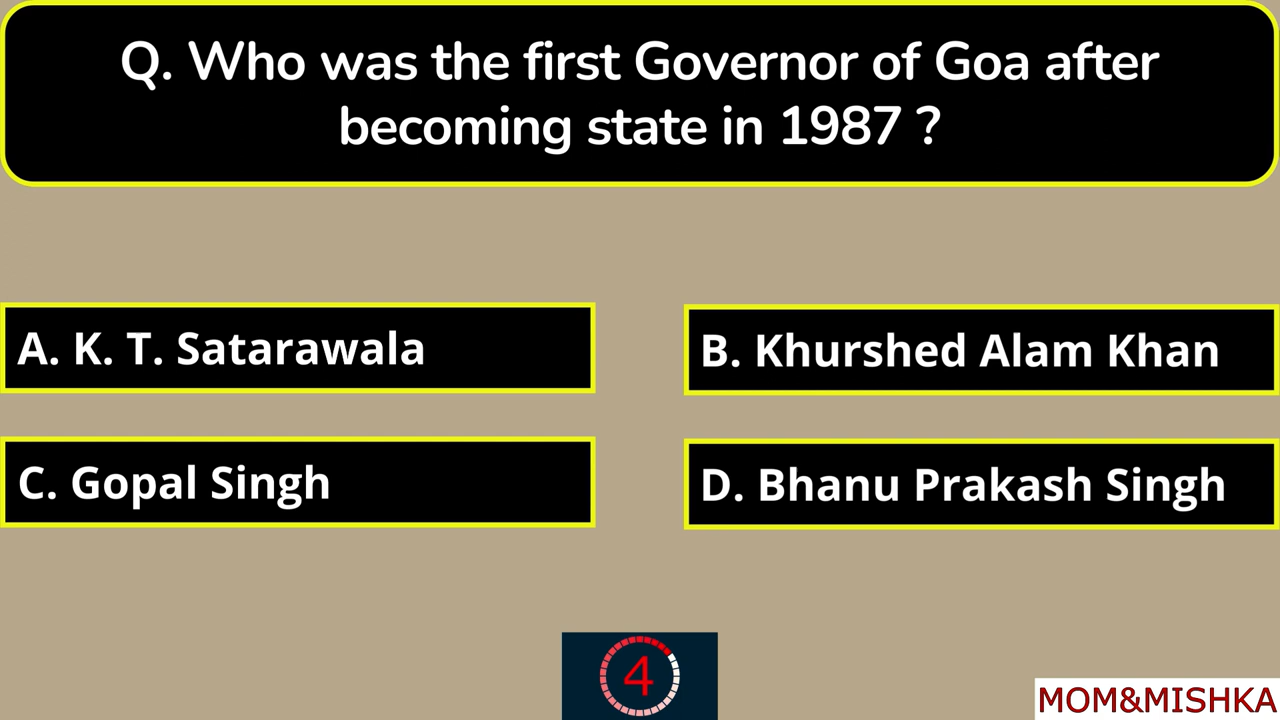 Q. Who was the first Governor of Goa after
becoming state in 1987 ?
A. K. T. Satarawala
B. Khurshed Alam Khan
C. Gopal Singh
D. Bhanu Prakash Singh
4
MOM&MISHKA